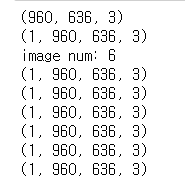 (960, 636, 3)
(1, 960, 636, 3)
image num: 6
(1, 960, 636, 3)
(1, 960, 636, 3)
(1, 960, 636, 3)
(1, 960, 636, 3)
(1, 960, 636, 3)
(1, 960, 636, 3)